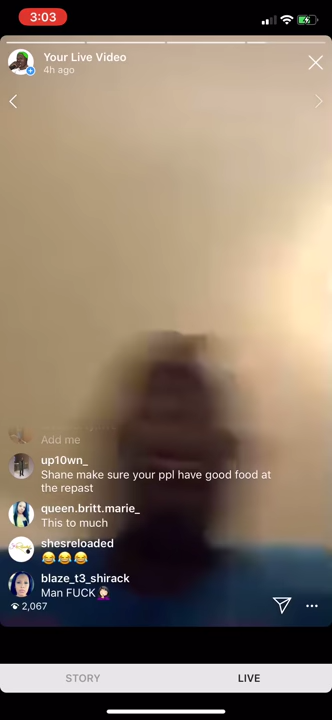 3:03
Your Live Video
4h ago
Add me
up10wn_
Shane make sure your ppl have good food at
the repast
queen.britt.marie_
This to much
shesreloaded
😂😂😂
blaze_t3_shirack
Man FUCK🤦🏻‍♀️
2,067
STORY
LIVE